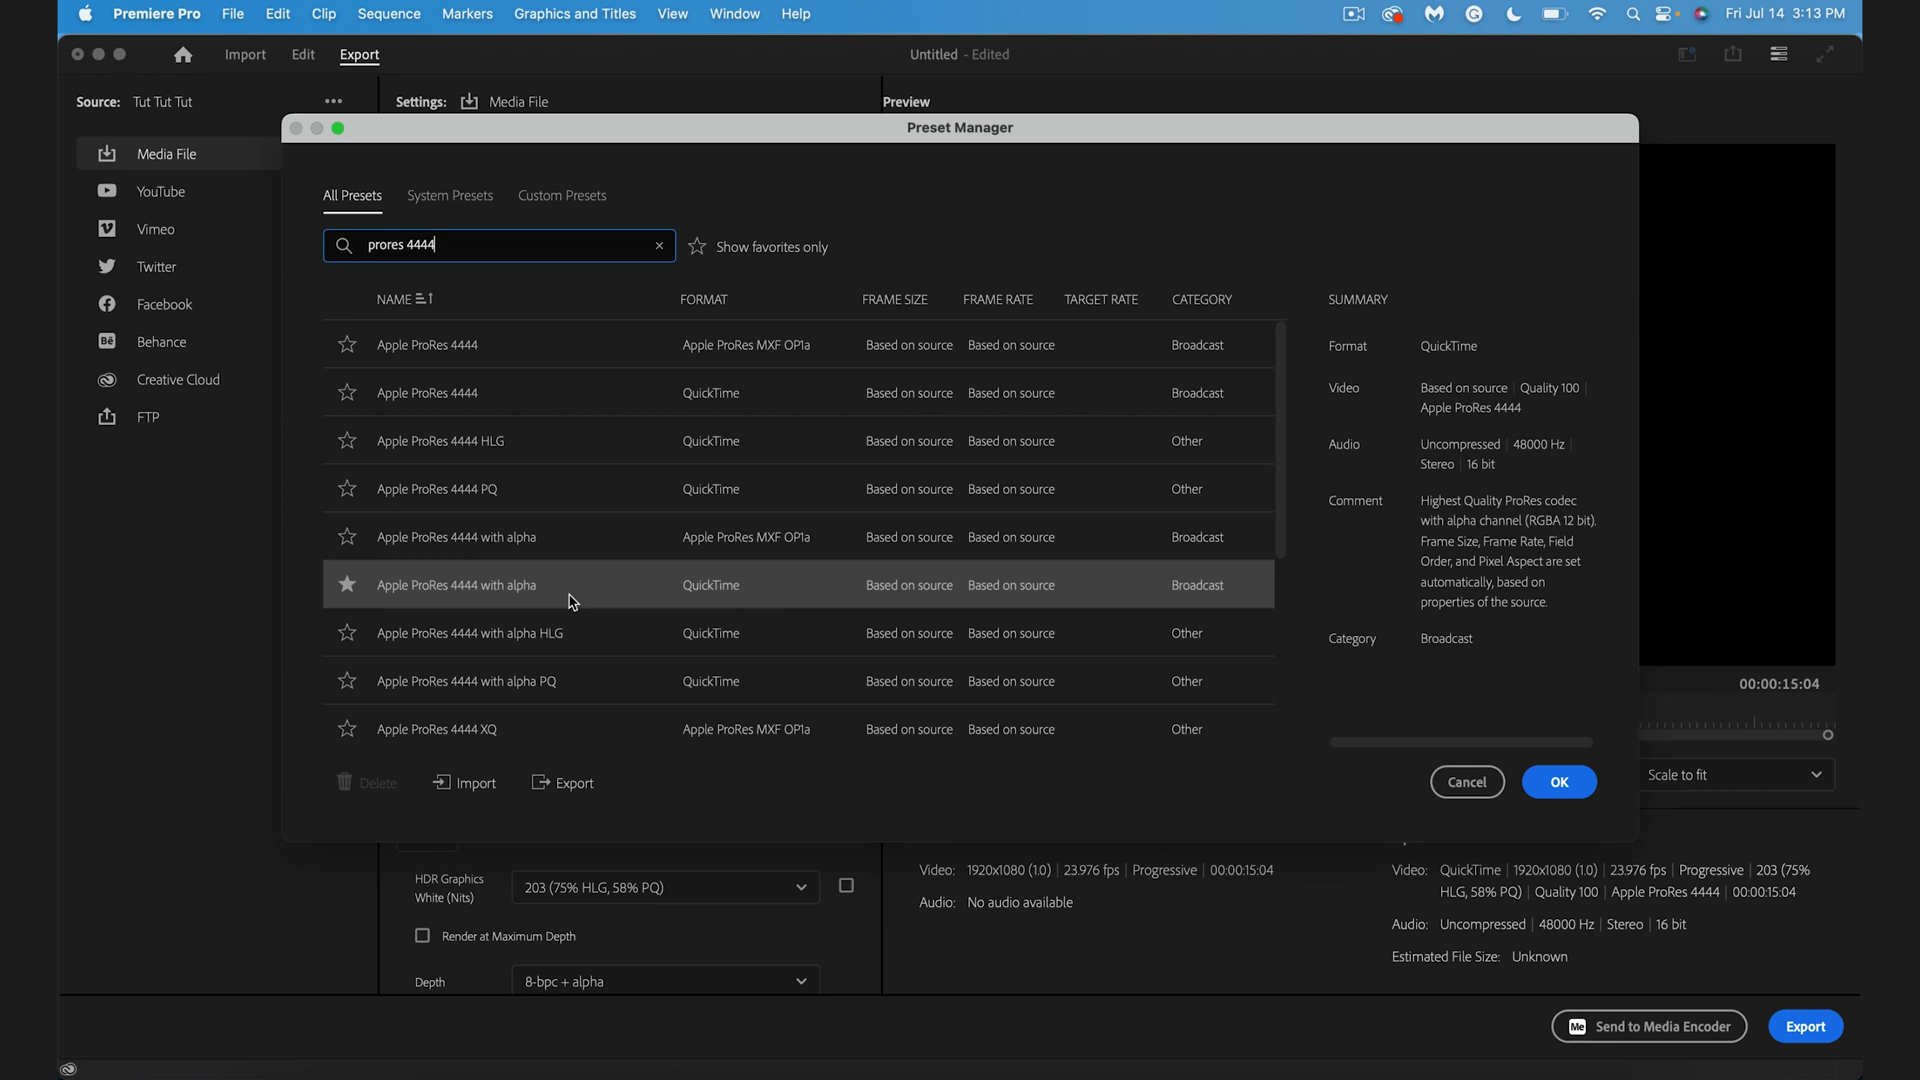 Premiere Pro File Edit Clip Sequence Markers Graphics and Titles View Window Help Fri Jul 14 3:13 PM
Import Edit Export Untitled - Edited
Source: Tut Tut Tut ••• Settings: Media File Preview
Preset Manager
Media File
YouTube
Vimeo
Twitter
Facebook
Behance
Creative Cloud
FTP
All Presets System Presets Custom Presets
prores 4444 Show favorites only
NAME FORMAT FRAME SIZE FRAME RATE TARGET RATE CATEGORY
Apple ProRes 4444 Apple ProRes MXF OP1a Based on source Based on source Broadcast
Apple ProRes 4444 QuickTime Based on source Based on source Broadcast
Apple ProRes 4444 HLG QuickTime Based on source Based on source Other
Apple ProRes 4444 PQ QuickTime Based on source Based on source Other
Apple ProRes 4444 with alpha Apple ProRes MXF OP1a Based on source Based on source Broadcast
Apple ProRes 4444 with alpha QuickTime Based on source Based on source Broadcast
Apple ProRes 4444 with alpha HLG QuickTime Based on source Based on source Other
Apple ProRes 4444 with alpha PQ QuickTime Based on source Based on source Other
Apple ProRes 4444 XQ Apple ProRes MXF OP1a Based on source Based on source Other
SUMMARY
Format QuickTime
Video Based on source | Quality 100 |
Apple ProRes 4444
Audio Uncompressed | 48000 Hz |
Stereo | 16 bit
Comment Highest Quality ProRes codec
with alpha channel (RGBA 12 bit).
Frame Size, Frame Rate, Field
Order, and Pixel Aspect are set
automatically, based on
properties of the source.
Category Broadcast
Delete Import Export Cancel OK
00:00:15:04
Scale to fit
HDR Graphics
White (Nits) 203 (75% HLG, 58% PQ)
Render at Maximum Depth
Depth 8-bpc + alpha
Video: 1920x1080 (1.0) | 23.976 fps | Progressive | 00:00:15:04
Audio: No audio available
Video: QuickTime | 1920x1080 (1.0) | 23.976 fps | Progressive | 203 (75%
HLG, 58% PQ) | Quality 100 | Apple ProRes 4444 | 00:00:15:04
Audio: Uncompressed | 48000 Hz | Stereo | 16 bit
Estimated File Size: Unknown
Me Send to Media Encoder Export